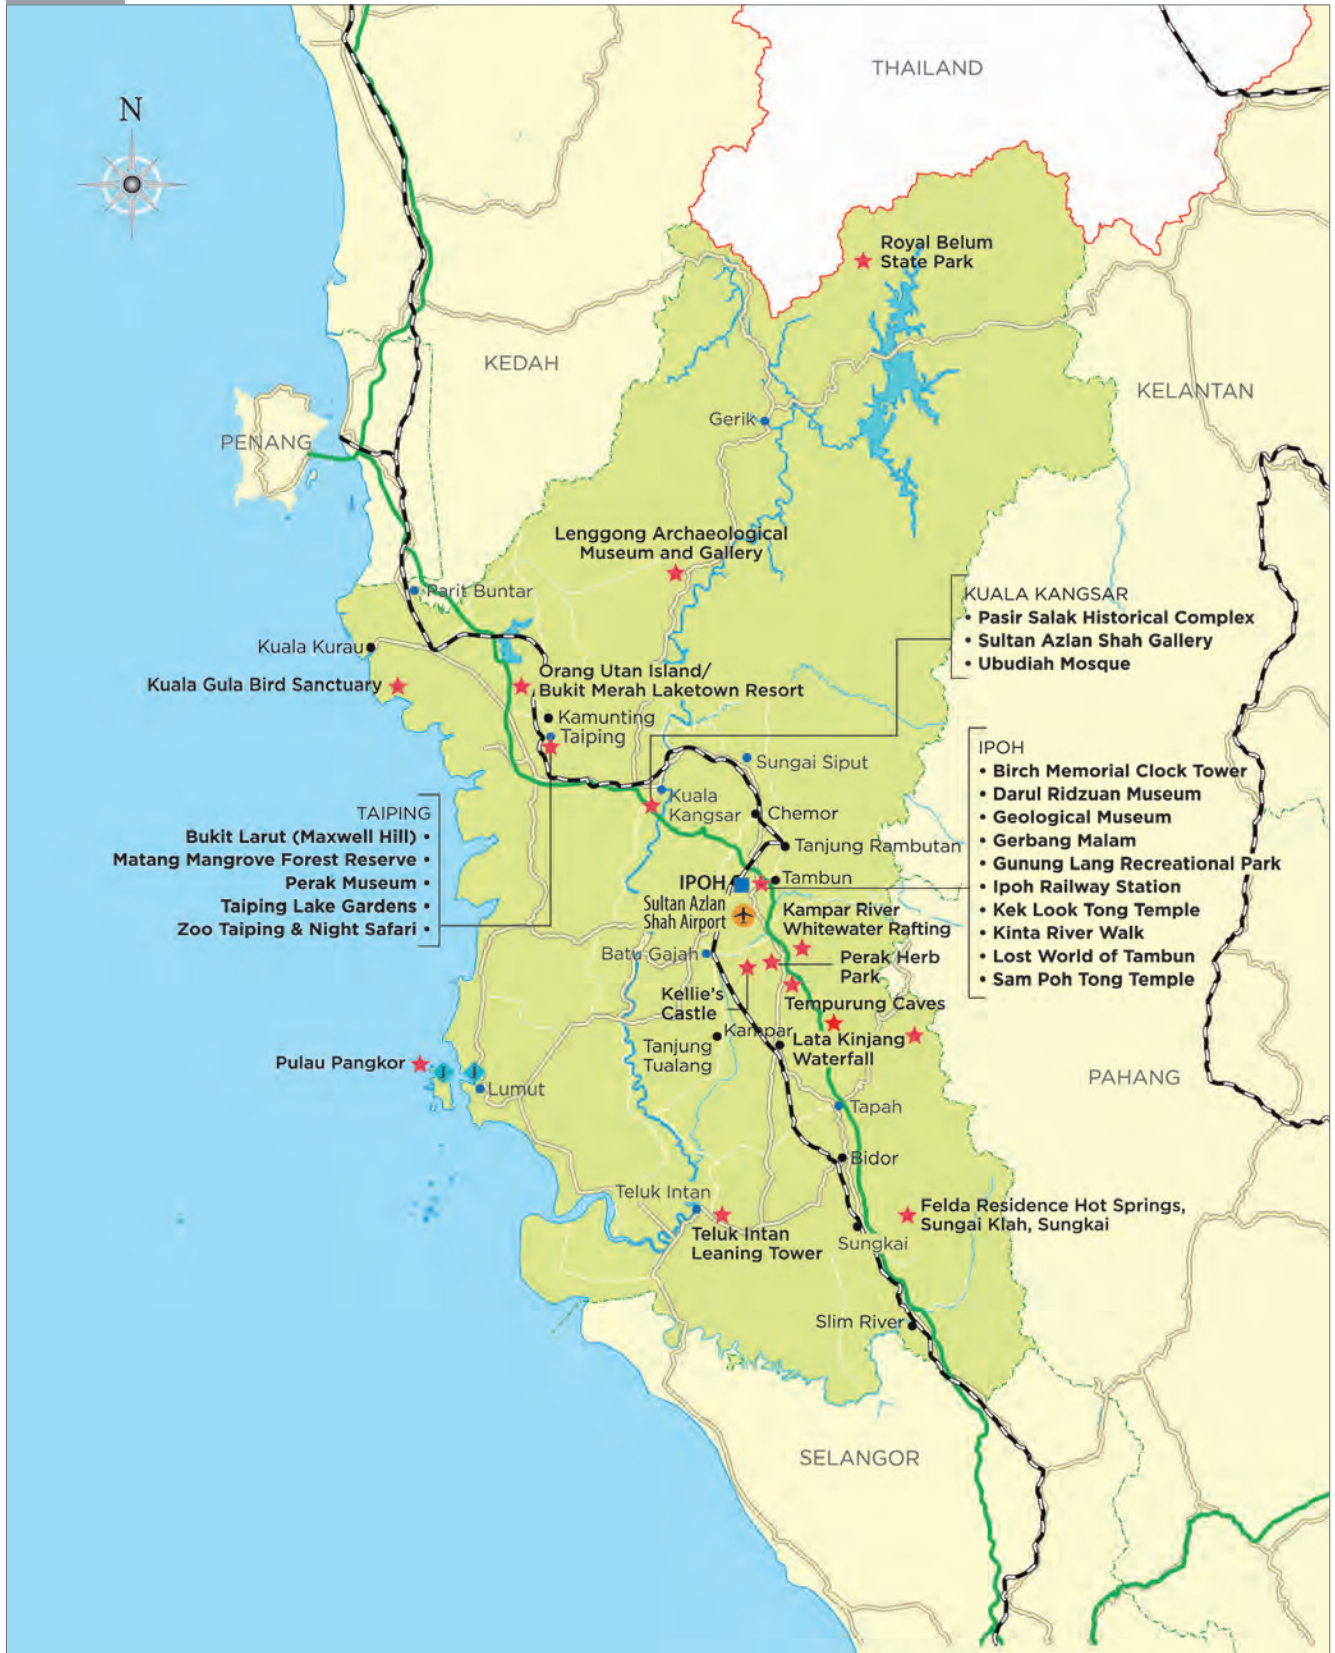 THAILAND
N
Royal Belum
State Park
KEDAH
KELANTAN
Gerik
PENANG
Lenggong Archaeological
Museum and Gallery
Parit Buntar
KUALA KANGSAR
• Pasir Salak Historical Complex
• Sultan Azlan Shah Gallery
• Ubudiah Mosque
Kuala Kurau
Kuala Gula Bird Sanctuary
Orang Utan Island/
Bukit Merah Laketown Resort
Kamunting
Taiping
Sungai Siput
IPOH
• Birch Memorial Clock Tower
• Darul Ridzuan Museum
• Geological Museum
• Gerbang Malam
• Gunung Lang Recreational Park
• Ipoh Railway Station
• Kek Look Tong Temple
• Kinta River Walk
• Lost World of Tambun
• Sam Poh Tong Temple
Kuala
Kangsar
Chemor
TAIPING
Bukit Larut (Maxwell Hill) •
Matang Mangrove Forest Reserve •
Perak Museum •
Taiping Lake Gardens •
Zoo Taiping & Night Safari •
Tanjung Rambutan
IPOH
Tambun
Sultan Azlan
Shah Airport
Kampar River
Whitewater Rafting
Batu Gajah
Perak Herb
Park
Kellie's
Castle
Tempurung Caves
Kampar
Tanjung
Tualang
Lata Kinjang
Waterfall
Pulau Pangkor
Lumut
PAHANG
Tapah
Bidor
Teluk Intan
Felda Residence Hot Springs,
Sungai Klah, Sungkai
Teluk Intan
Leaning Tower
Sungkai
Slim River
SELANGOR